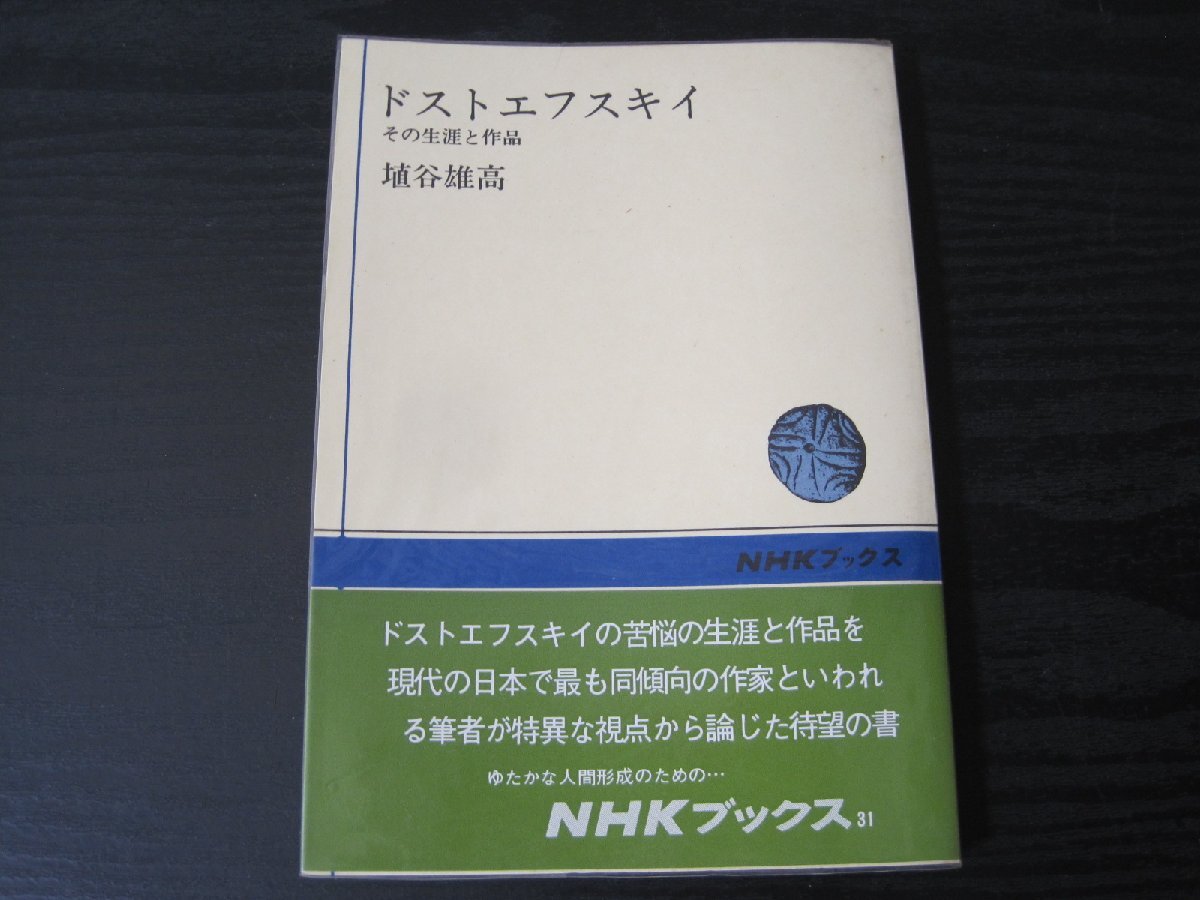 ドストエフスキイ
その生涯と作品
埴谷雄高
NHKブックス
ドストエフスキイの苦悩の生涯と作品を
現代の日本で最も同傾向の作家といわれ
る筆者が特異な視点から論じた待望の書
ゆたかな人間形成のための…
NHKブックス31